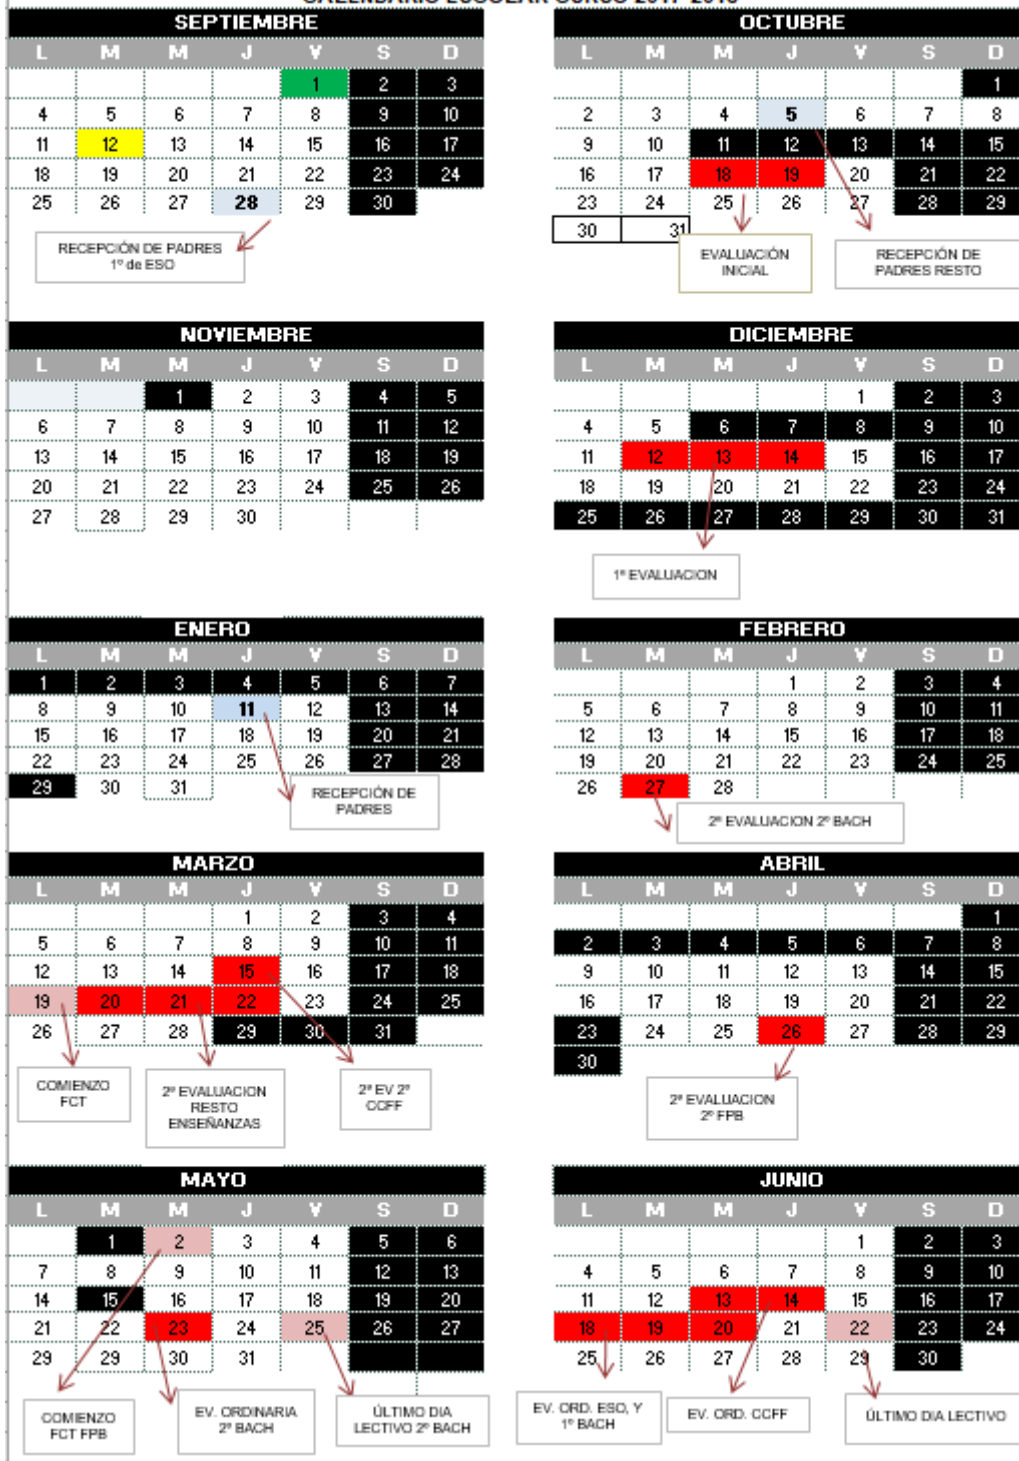 CALENDARIO ESCOLAR CURSO 2017-2018
SEPTIEMBRE
L M M J V S D
1 2 3
4 5 6 7 8 9 10
11 12 13 14 15 16 17
18 19 20 21 22 23 24
25 26 27 28 29 30
RECEPCIÓN DE PADRES
1º de ESO
OCTUBRE
L M M J V S D
1
2 3 4 5 6 7 8
9 10 11 12 13 14 15
16 17 18 19 20 21 22
23 24 25 26 27 28 29
30 31
EVALUACIÓN
INICIAL
RECEPCIÓN DE
PADRES RESTO
NOVIEMBRE
L M M J V S D
1 2 3 4 5
6 7 8 9 10 11 12
13 14 15 16 17 18 19
20 21 22 23 24 25 26
27 28 29 30
DICIEMBRE
L M M J V S D
1 2 3
4 5 6 7 8 9 10
11 12 13 14 15 16 17
18 19 20 21 22 23 24
25 26 27 28 29 30 31
1ª EVALUACION
ENERO
L M M J V S D
1 2 3 4 5 6 7
8 9 10 11 12 13 14
15 16 17 18 19 20 21
22 23 24 25 26 27 28
29 30 31
RECEPCIÓN DE
PADRES
FEBRERO
L M M J V S D
1 2 3 4
5 6 7 8 9 10 11
12 13 14 15 16 17 18
19 20 21 22 23 24 25
26 27 28
2ª EVALUACION 2º BACH
MARZO
L M M J V S D
1 2 3 4
5 6 7 8 9 10 11
12 13 14 15 16 17 18
19 20 21 22 23 24 25
26 27 28 29 30 31
COMIENZO
FCT
2ª EVALUACION
RESTO
ENSEÑANZAS
2ª EV 2º
CCFF
ABRIL
L M M J V S D
1
2 3 4 5 6 7 8
9 10 11 12 13 14 15
16 17 18 19 20 21 22
23 24 25 26 27 28 29
30
2ª EVALUACION
2º FPB
MAYO
L M M J V S D
1 2 3 4 5 6
7 8 9 10 11 12 13
14 15 16 17 18 19 20
21 22 23 24 25 26 27
29 29 30 31
COMIENZO
FCT FPB
EV. ORDINARIA
2º BACH
ÚLTIMO DIA
LECTIVO 2º BACH
JUNIO
L M M J V S D
1 2 3
4 5 6 7 8 9 10
11 12 13 14 15 16 17
18 19 20 21 22 23 24
25 26 27 28 29 30
EV. ORD. ESO, Y
1º BACH
EV. ORD. CCFF
ÚLTIMO DIA LECTIVO